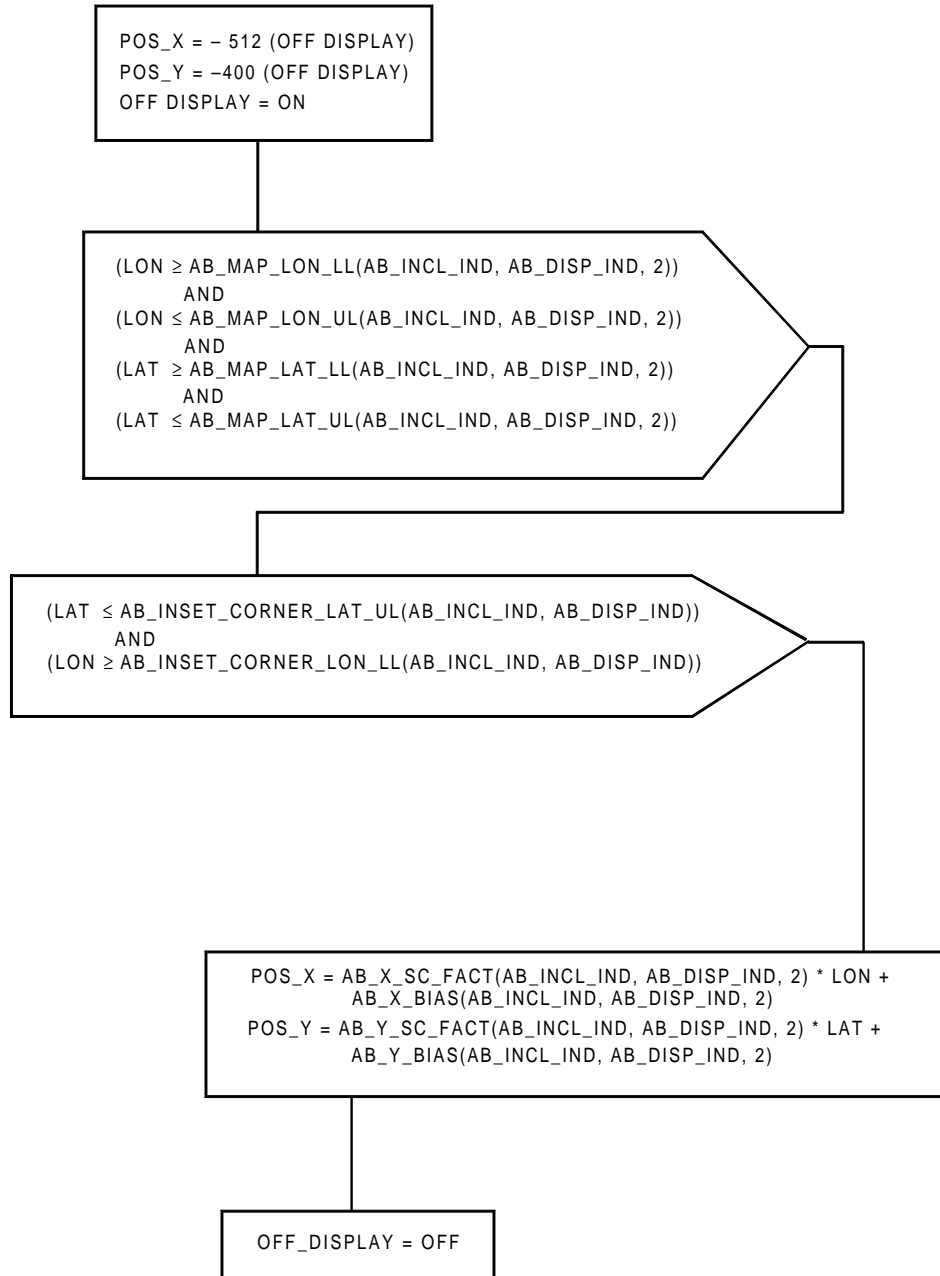 POS_X = – 512 (OFF DISPLAY)
POS_Y = –400 (OFF DISPLAY)
OFF DISPLAY = ON
(LON ≥ AB_MAP_LON_LL(AB_INCL_IND, AB_DISP_IND, 2))
AND
(LON ≤ AB_MAP_LON_UL(AB_INCL_IND, AB_DISP_IND, 2))
AND
(LAT ≥ AB_MAP_LAT_LL(AB_INCL_IND, AB_DISP_IND, 2))
AND
(LAT ≤ AB_MAP_LAT_UL(AB_INCL_IND, AB_DISP_IND, 2))
(LAT ≤ AB_INSET_CORNER_LAT_UL(AB_INCL_IND, AB_DISP_IND))
AND
(LON ≥ AB_INSET_CORNER_LON_LL(AB_INCL_IND, AB_DISP_IND))
POS_X = AB_X_SC_FACT(AB_INCL_IND, AB_DISP_IND, 2) * LON +
AB_X_BIAS(AB_INCL_IND, AB_DISP_IND, 2)
POS_Y = AB_Y_SC_FACT(AB_INCL_IND, AB_DISP_IND, 2) * LAT +
AB_Y_BIAS(AB_INCL_IND, AB_DISP_IND, 2)
OFF_DISPLAY = OFF